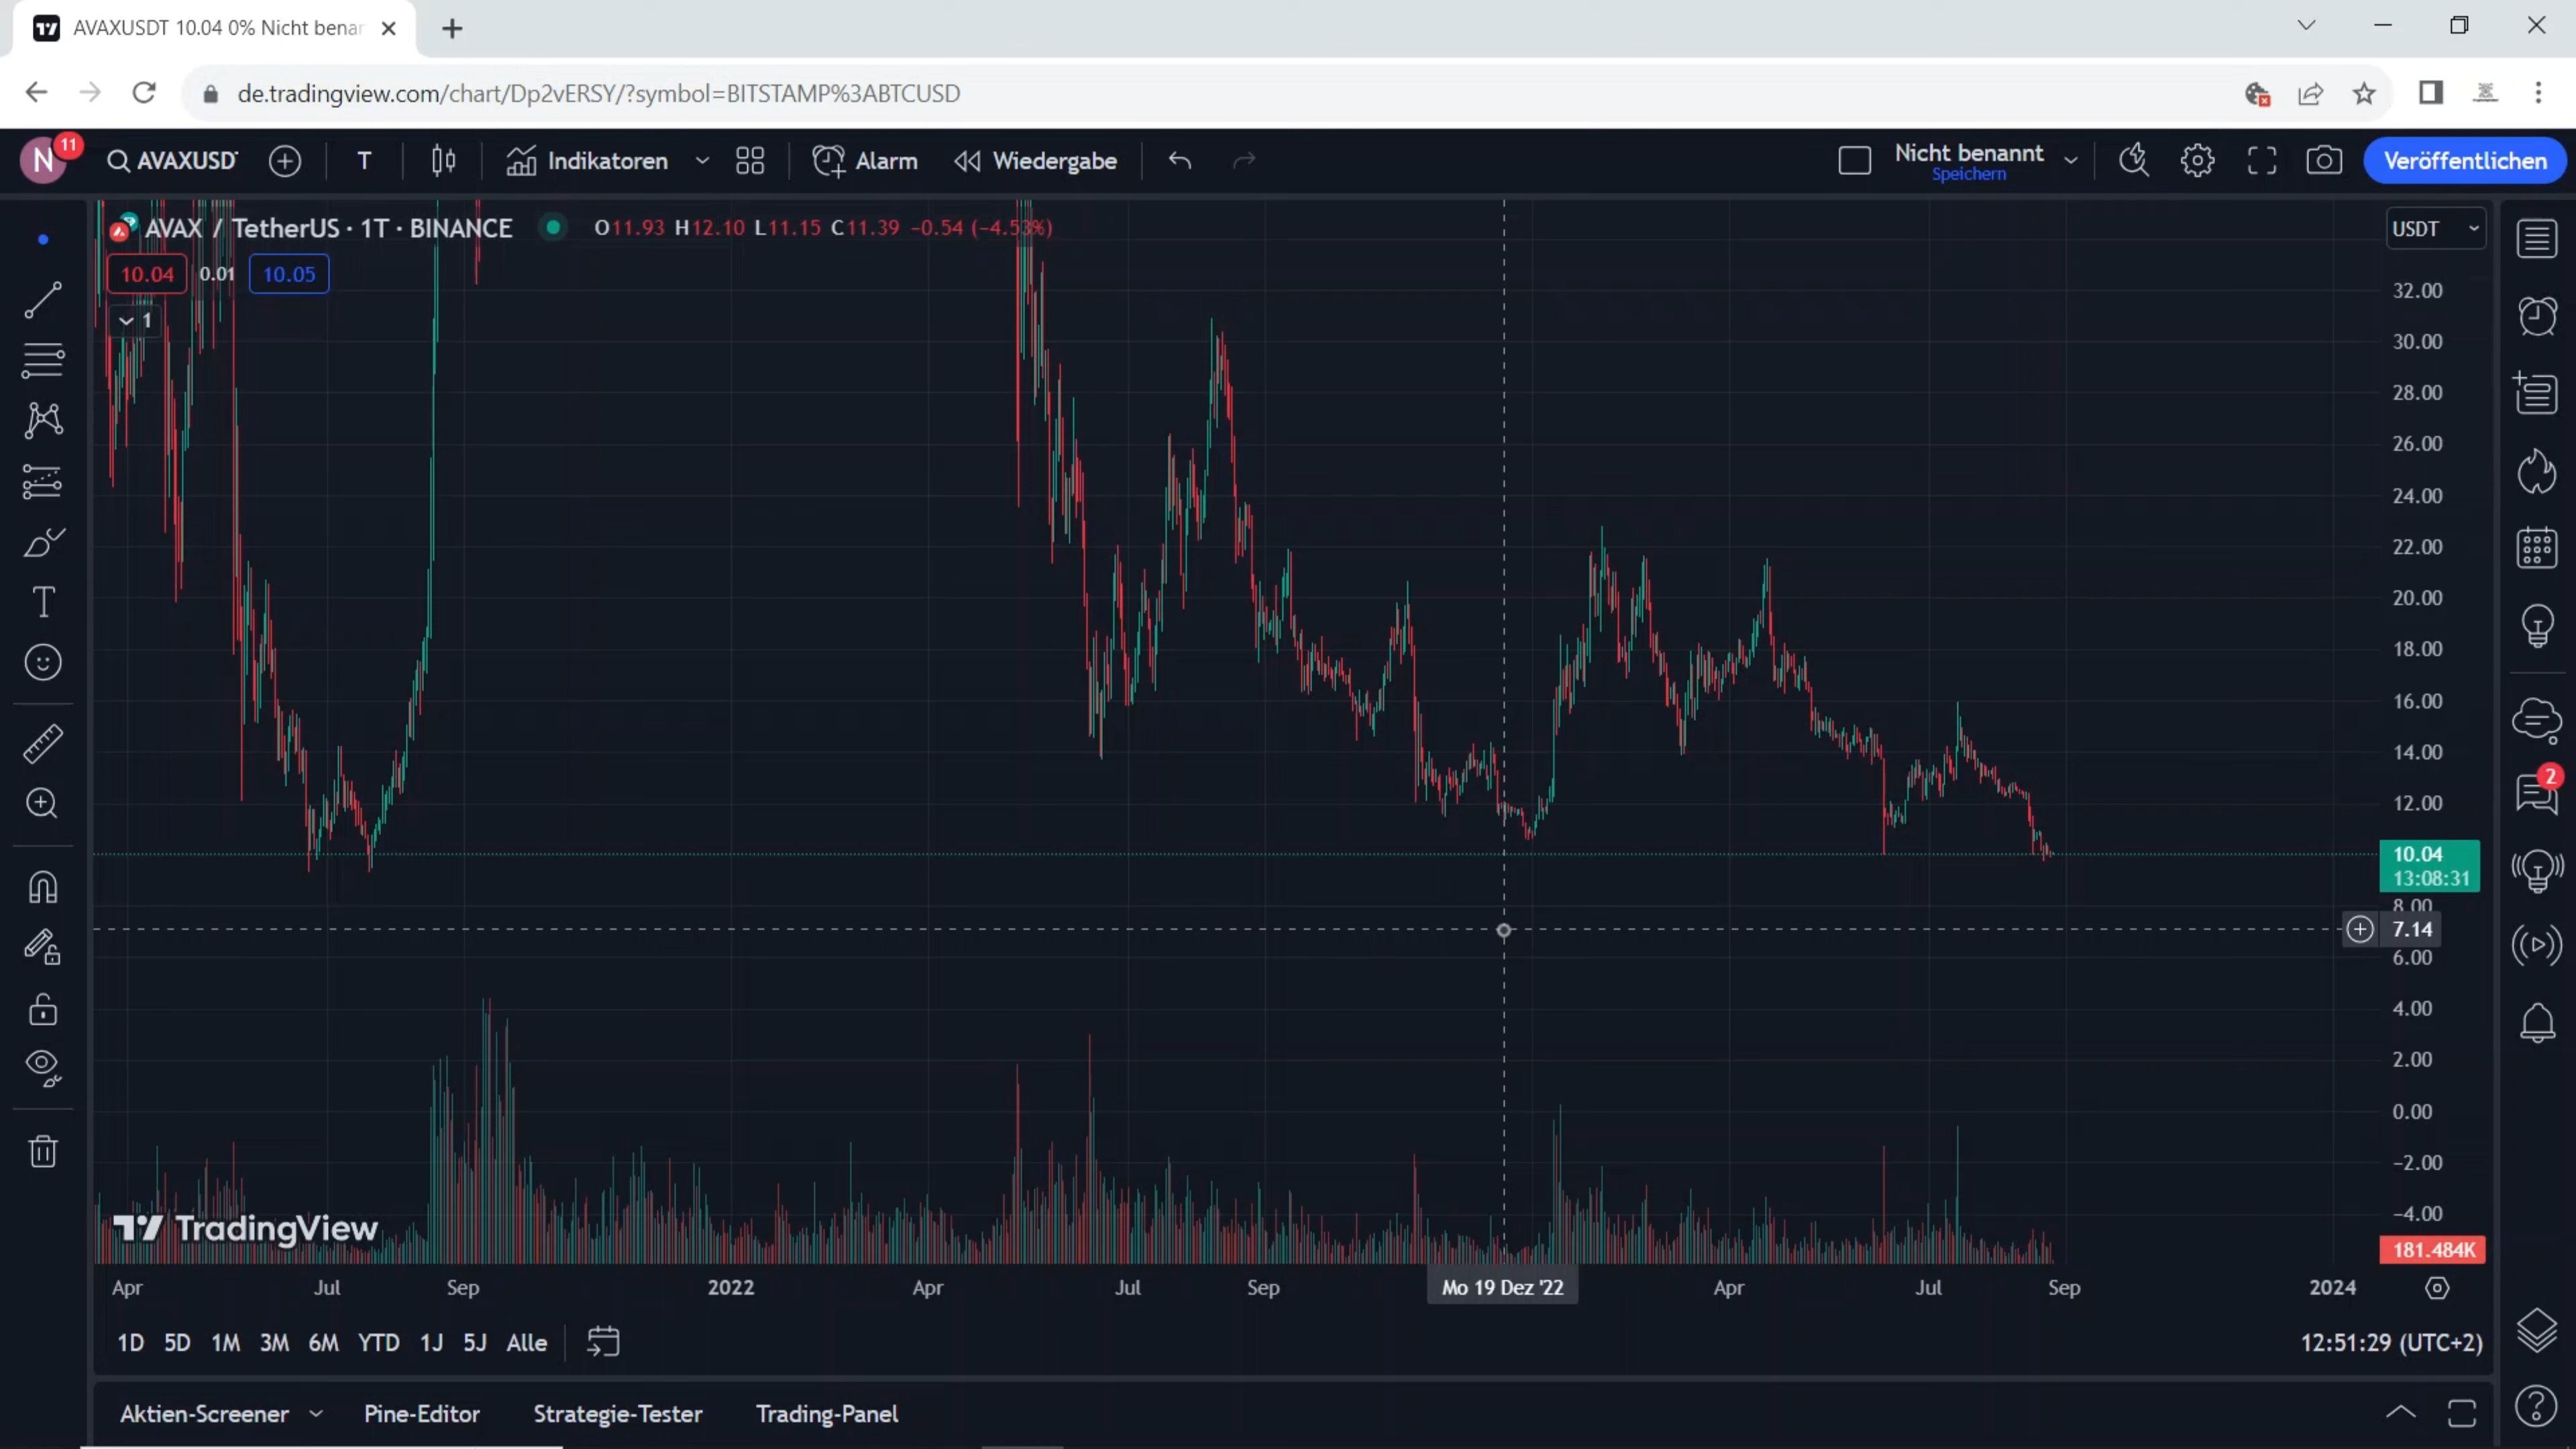 AVAXUSDT 10.04 0% Nicht benan
de.tradingview.com/chart/Dp2vERSY/?symbol=BITSTAMP%3ABTCUSD
N 11 AVAXUSDT T Indikatoren Alarm Wiedergabe Nicht benannt Veröffentlichen
Speichern
AVAX / TetherUS · 1T · BINANCE O11.93 H12.10 L11.15 C11.39 −0.54 (−4.53%) USDT
10.04 0.01 10.05
1
32.00
30.00
28.00
26.00
24.00
22.00
20.00
18.00
16.00
14.00
2
12.00
10.04
13:08:31
8.00
7.14
6.00
4.00
2.00
0.00
−2.00
−4.00
TradingView
181.484K
Apr Jul Sep 2022 Apr Jul Sep Mo 19 Dez '22 Apr Jul Sep 2024
1D 5D 1M 3M 6M YTD 1J 5J Alle 12:51:29 (UTC+2)
Aktien-Screener Pine-Editor Strategie-Tester Trading-Panel